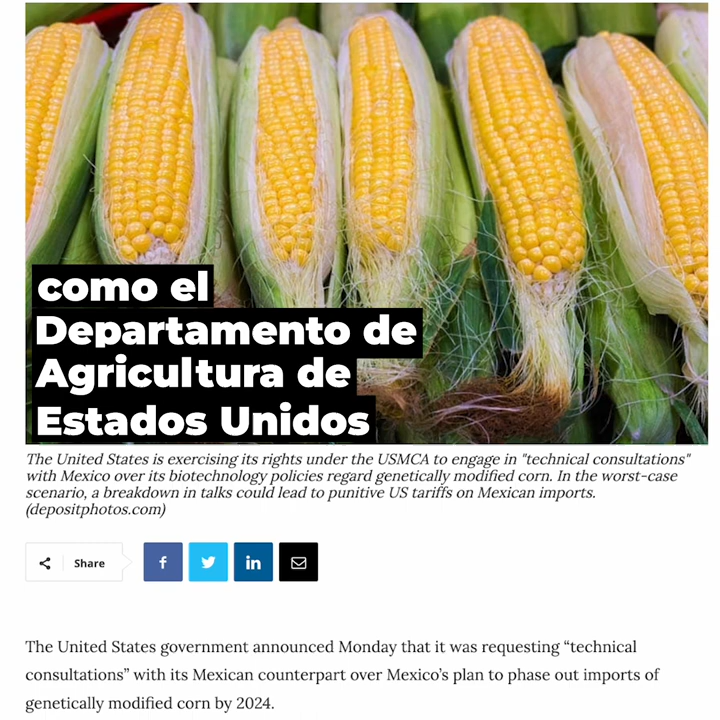 como el
Departamento de
Agricultura de
Estados Unidos
The United States is exercising its rights under the USMCA to engage in "technical consultations"
with Mexico over its biotechnology policies regard genetically modified corn. In the worst-case
scenario, a breakdown in talks could lead to punitive US tariffs on Mexican imports.
(depositphotos.com)
Share
The United States government announced Monday that it was requesting “technical
consultations” with its Mexican counterpart over Mexico’s plan to phase out imports of
genetically modified corn by 2024.